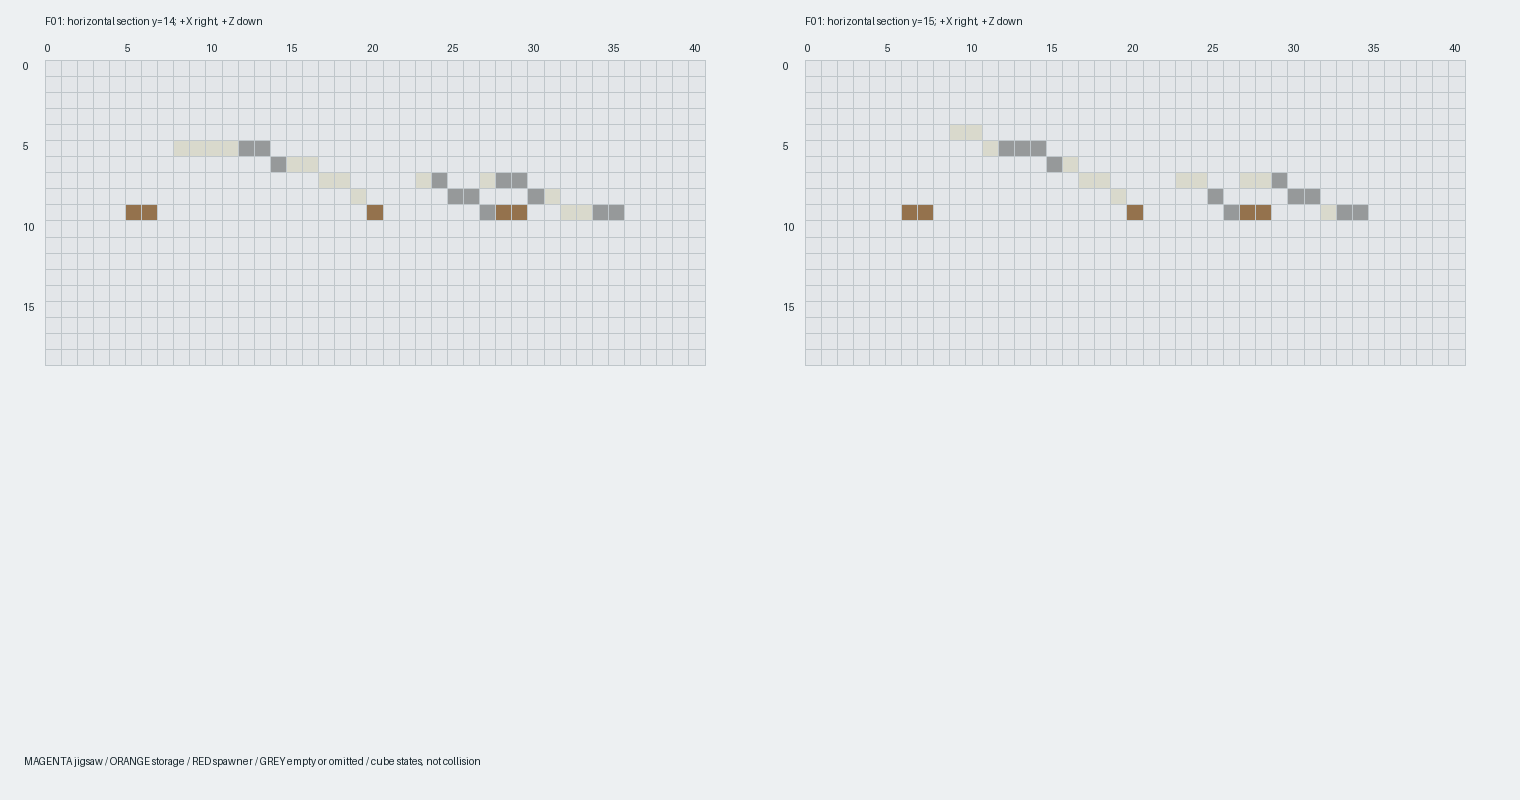 F01: horizontal section y=14; +X right, +Z down
F01: horizontal section y=15; +X right, +Z down
0 5 10 15 20 25 30 35 40
0 5 10 15 20 25 30 35 40
0
0
5
5
10
10
15
15
MAGENTA jigsaw / ORANGE storage / RED spawner / GREY empty or omitted / cube states, not collision